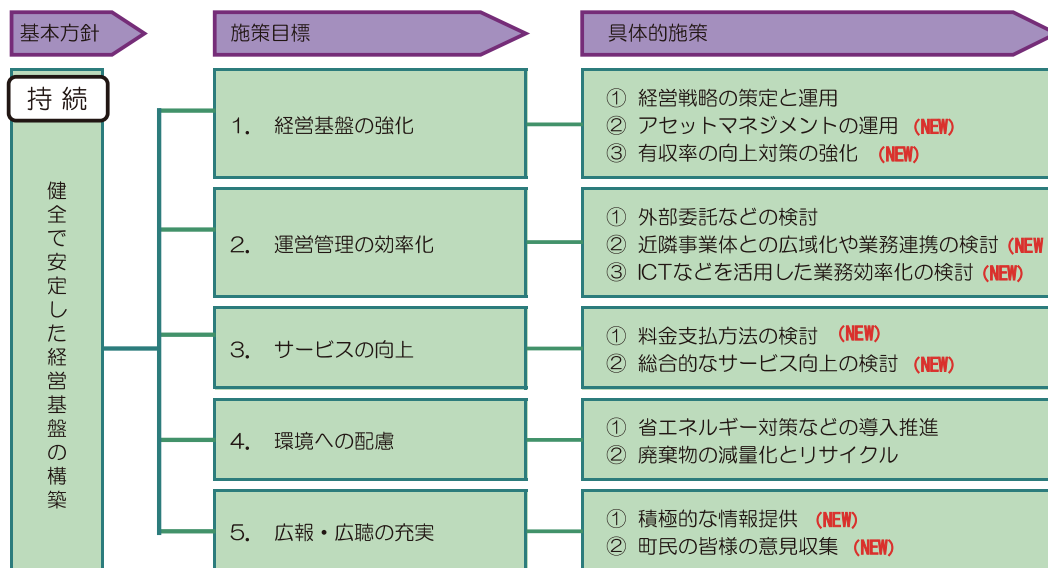 基本方針
施策目標
具体的施策
持続
健全で安定した経営基盤の構築
1. 経営基盤の強化
① 経営戦略の策定と運用
② アセットマネジメントの運用 (NEW)
③ 有収率の向上対策の強化 (NEW)
2. 運営管理の効率化
① 外部委託などの検討
② 近隣事業体との広域化や業務連携の検討 (NEW
③ ICTなどを活用した業務効率化の検討 (NEW)
3. サービスの向上
① 料金支払方法の検討 (NEW)
② 総合的なサービス向上の検討 (NEW)
4. 環境への配慮
① 省エネルギー対策などの導入推進
② 廃棄物の減量化とリサイクル
5. 広報・広聴の充実
① 積極的な情報提供 (NEW)
② 町民の皆様の意見収集 (NEW)